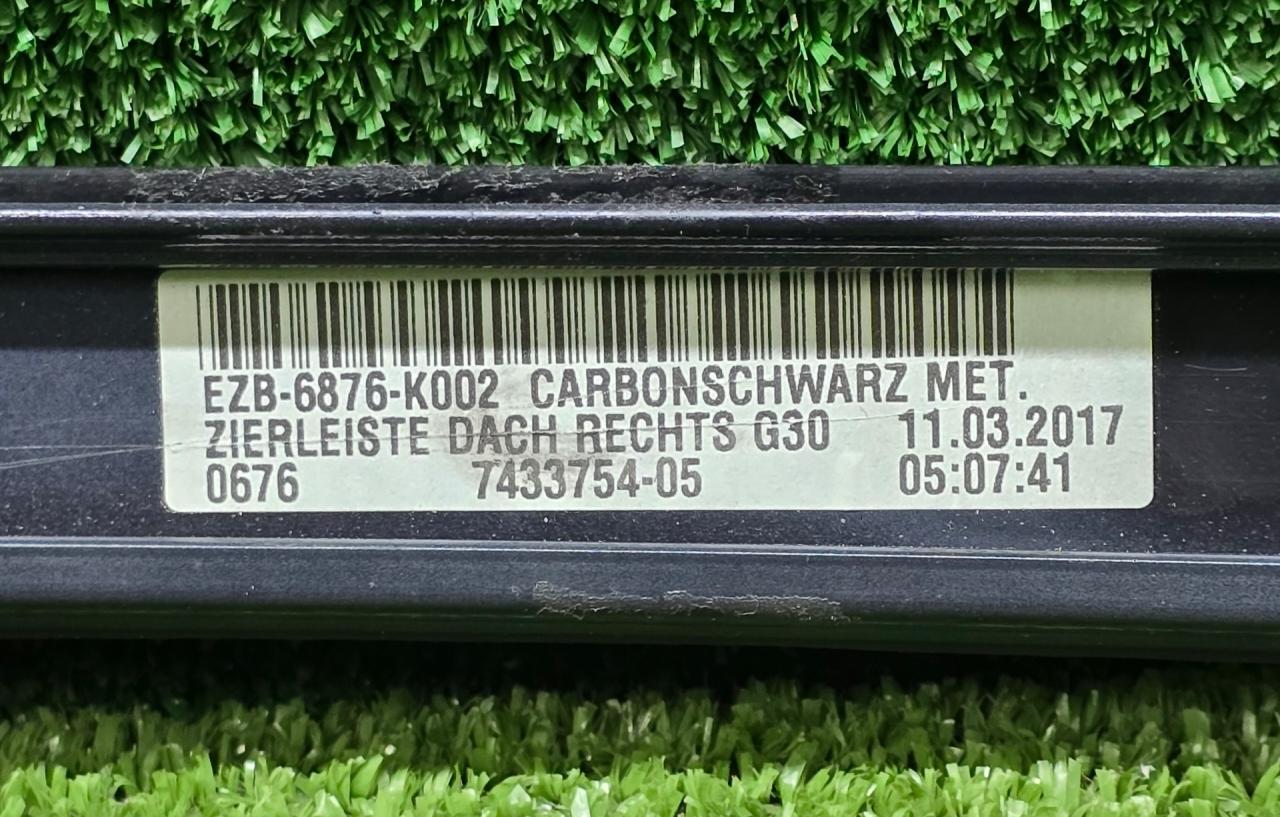 EZB-6876-K002 CARBONSCHWARZ MET.
ZIERLEISTE DACH RECHTS G30 11.03.2017
0676 7433754-05 05:07:41